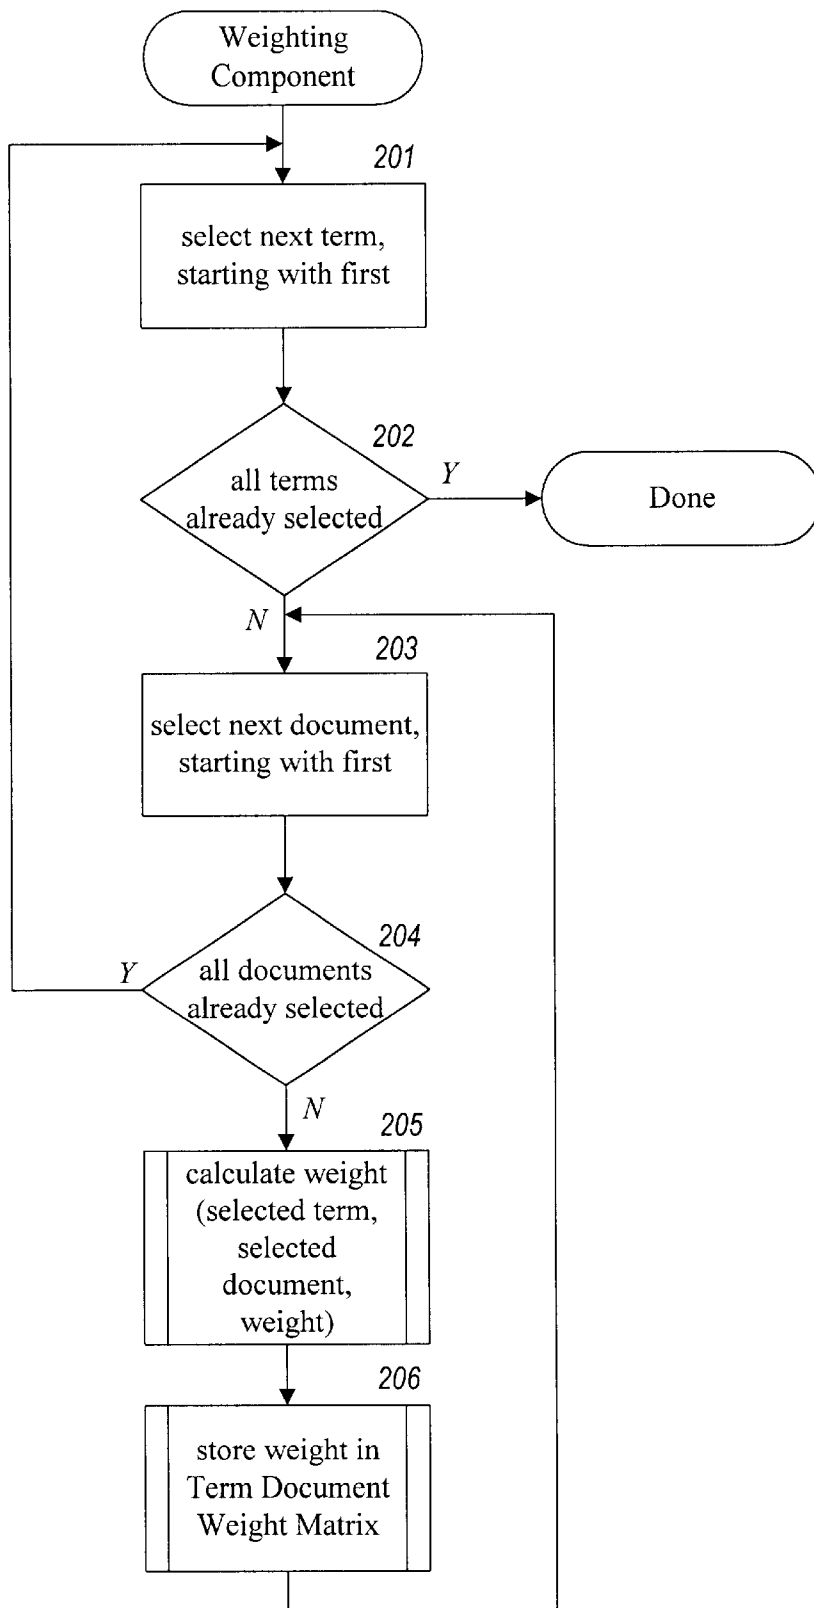 Weighting
Component
201
select next term,
starting with first
202
all terms
already selected
Y
Done
N
203
select next document,
starting with first
204
all documents
already selected
Y
N
205
calculate weight
(selected term,
selected
document,
weight)
206
store weight in
Term Document
Weight Matrix